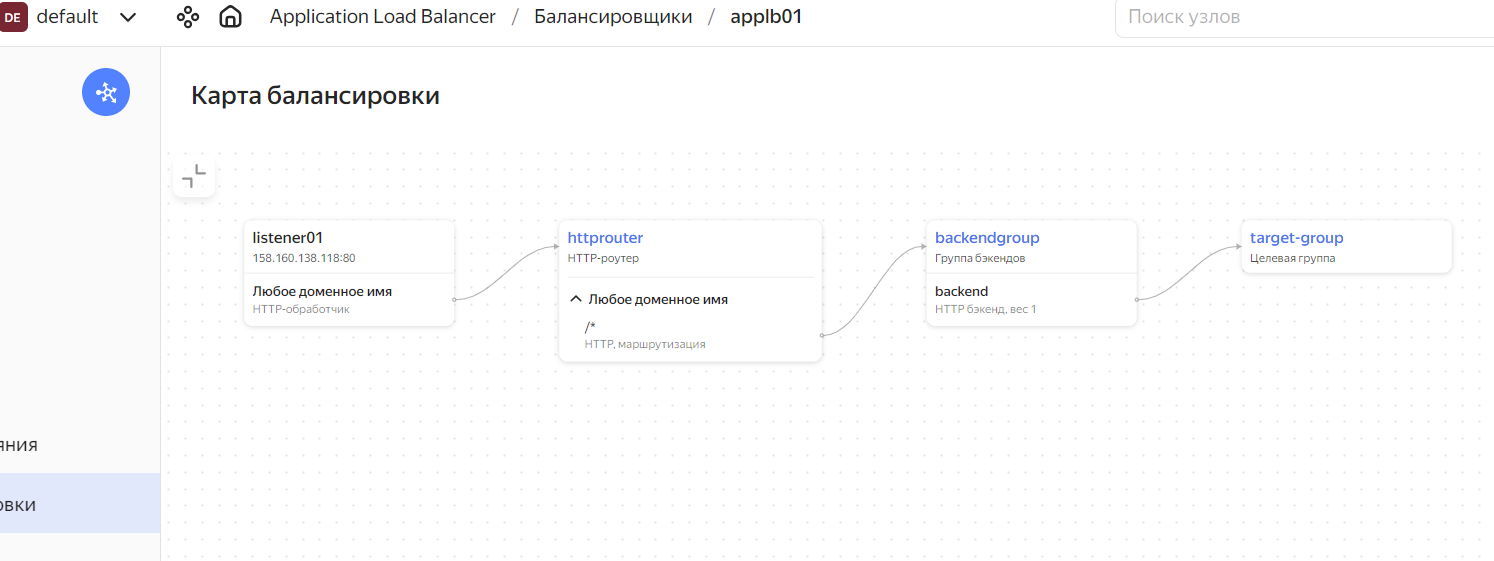 DE default Application Load Balancer / Балансировщики / applb01 Поиск узлов
Карта балансировки
listener01
158.160.138.118:80
Любое доменное имя
HTTP-обработчик
httprouter
HTTP-роутер
Любое доменное имя
/*
HTTP, маршрутизация
backendgroup
Группа бэкендов
backend
HTTP бэкенд, вес 1
target-group
Целевая группа
яния
овки